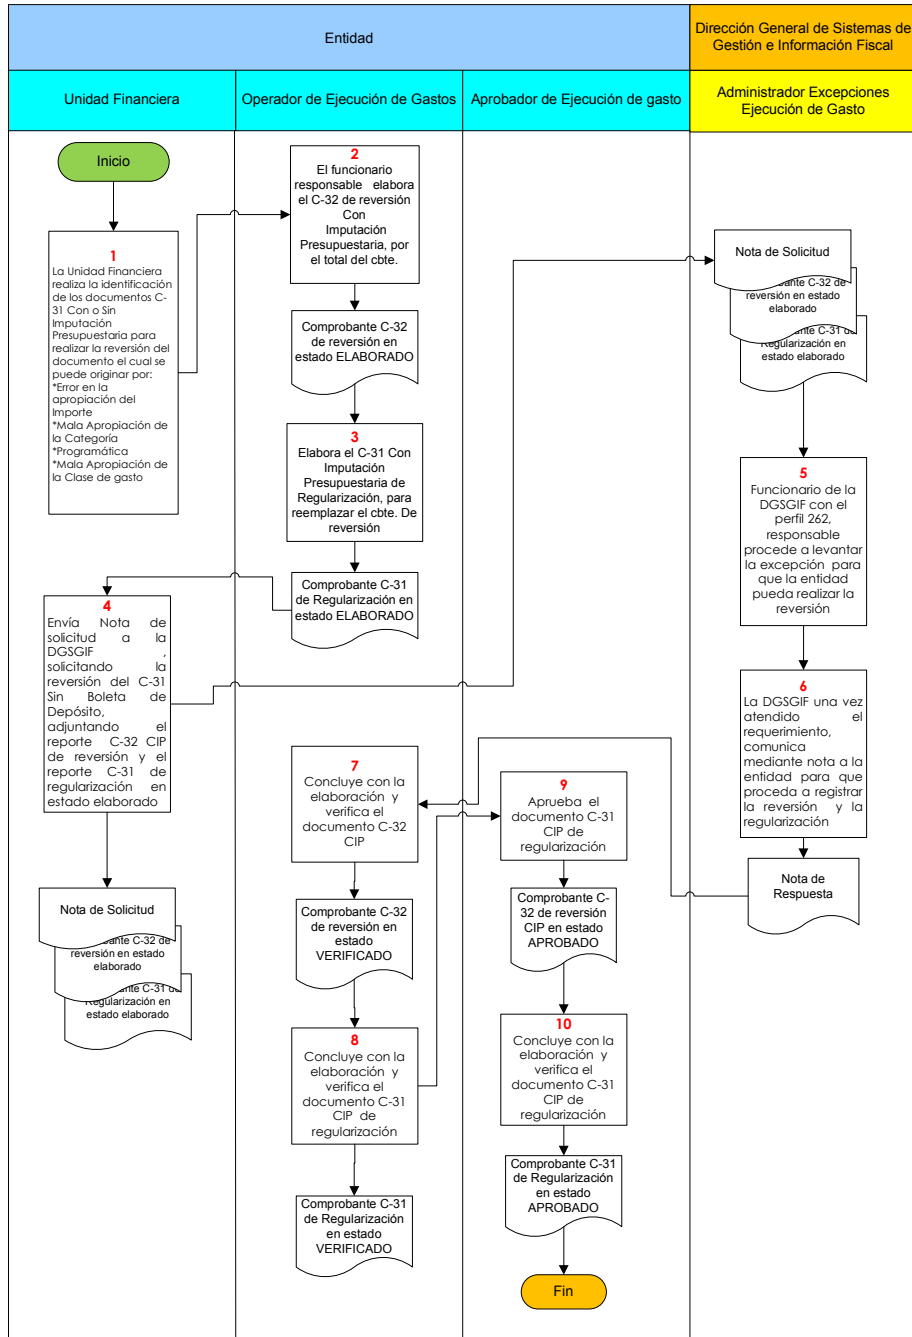 Entidad
Dirección General de Sistemas de
Gestión e Información Fiscal
Unidad Financiera
Operador de Ejecución de Gastos
Aprobador de Ejecución de gasto
Administrador Excepciones
Ejecución de Gasto
Inicio
1
La Unidad Financiera
realiza la identificación
de los documentos C-
31 Con o Sin
Imputación
Presupuestaria para
realizar la reversión del
documento el cual se
puede originar por:
*Error en la
apropiación del
Importe
*Mala Apropiación de
la Categoría
*Programática
*Mala Apropiación de
la Clase de gasto
2
El funcionario
responsable elabora
el C-32 de reversión
Con
Imputación
Presupuestaria, por
el total del cbte.
Comprobante C-32
de reversión en
estado ELABORADO
3
Elabora el C-31 Con
Imputación
Presupuestaria de
Regularización, para
reemplazar el cbte. De
reversión
Comprobante C-31
de Regularización en
estado ELABORADO
4
Envía Nota de
solicitud a la
DGSGIF ,
solicitando la
reversión del C-31
Sin Boleta de
Depósito,
adjuntando el
reporte C-32 CIP
de reversión y el
reporte C-31 de
regularización en
estado elaborado
Nota de Solicitud
C-32 de
reversión en estado
elaborado
C-31
Regularización en
estado elaborado
Nota de Solicitud
C-32 de
reversión en estado
elaborado
C-31 de
Regularización en
estado elaborado
5
Funcionario de la
DGSGIF con el
perfil 262,
responsable
procede a levantar
la excepción para
que la entidad
pueda realizar la
reversión
6
La DGSGIF una vez
atendido el
requerimiento,
comunica
mediante nota a la
entidad para que
proceda a registrar
la reversión y la
regularización
Nota de
Respuesta
7
Concluye con la
elaboración y
verifica el
documento C-32
CIP
Comprobante C-32
de reversión en
estado
VERIFICADO
8
Concluye con la
elaboración y
verifica el
documento C-31
CIP de
regularización
Comprobante C-31
de Regularización
en estado
VERIFICADO
9
Aprueba el
documento C-31
CIP de
regularización
Comprobante C-
32 de reversión
CIP en estado
APROBADO
10
Concluye con la
elaboración y
verifica el
documento C-31
CIP de
regularización
Comprobante C-31
de Regularización
en estado
APROBADO
Fin